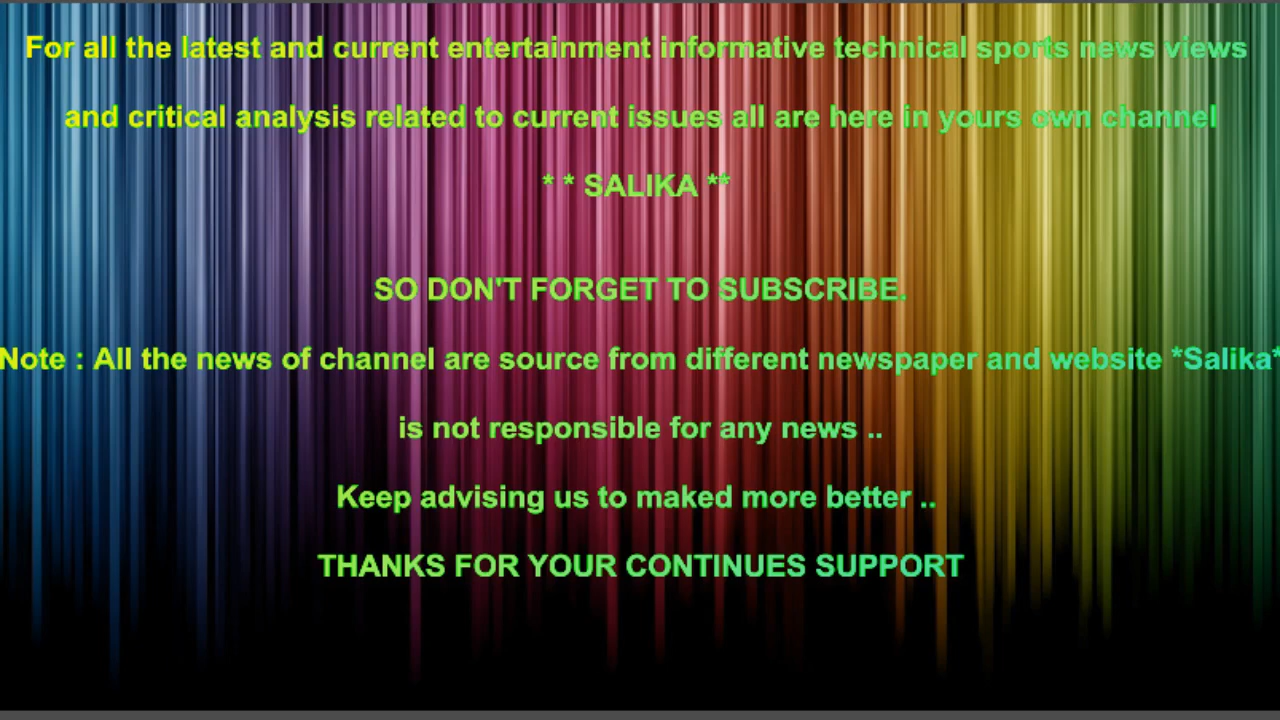 For all the latest and current entertainment informative technical sports news views
and critical analysis related to current issues all are here in yours own channel
* * SALIKA **
SO DON'T FORGET TO SUBSCRIBE.
Note : All the news of channel are source from different newspaper and website *Salika*
is not responsible for any news ..
Keep advising us to maked more better ..
THANKS FOR YOUR CONTINUES SUPPORT